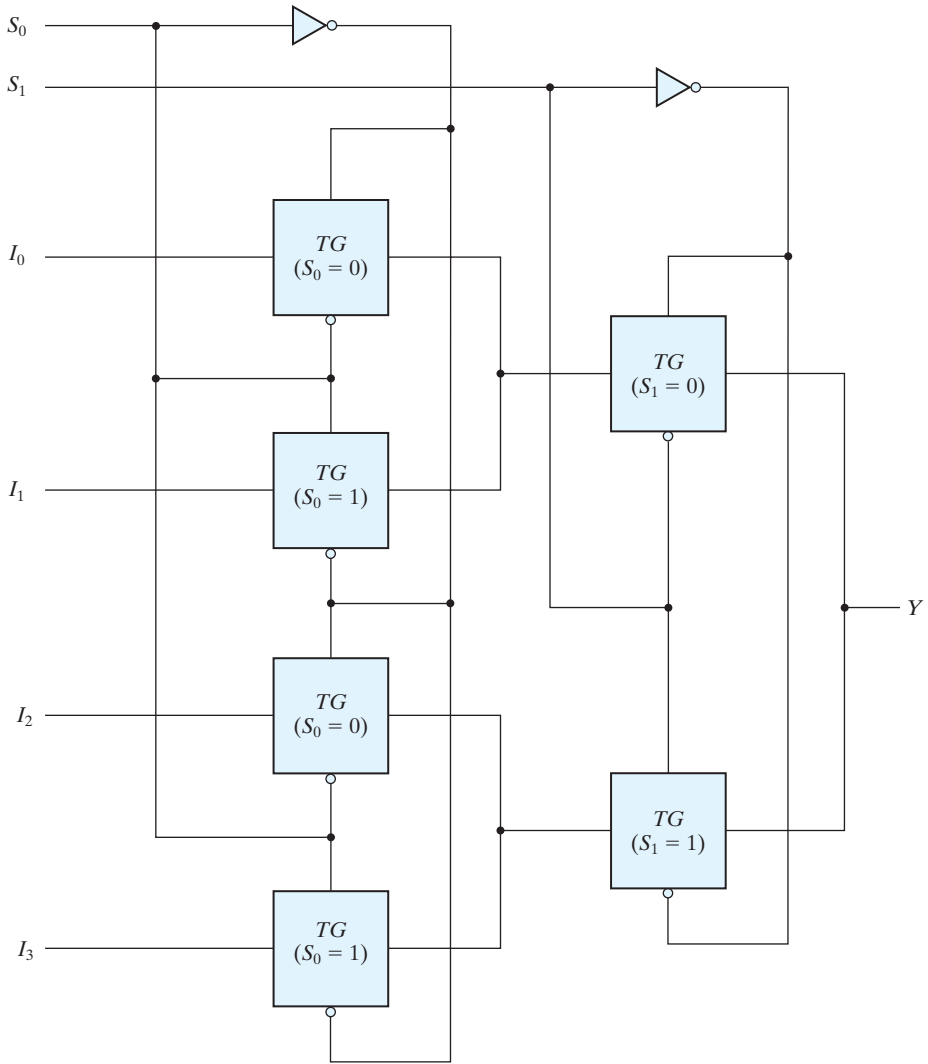 S₀
S₁
I₀
TG
(S₀ = 0)
TG
(S₁ = 0)
I₁
TG
(S₀ = 1)
Y
I₂
TG
(S₀ = 0)
TG
(S₁ = 1)
I₃
TG
(S₀ = 1)